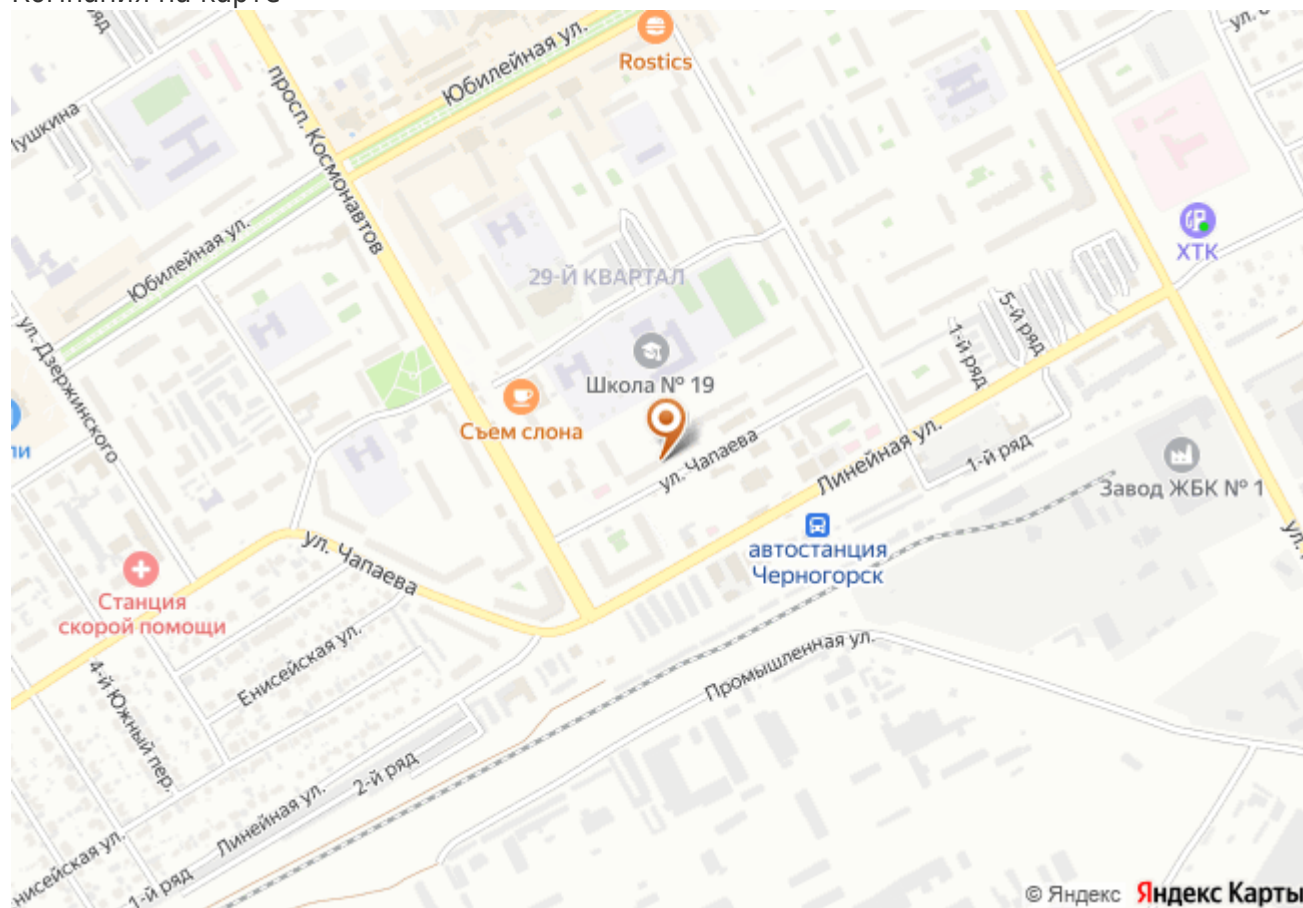 Компания на карте
ул.
Rostics
Юбилейная ул.
просп. Космонавтов
Юбилейная ул.
ХТК
29-Й КВАРТАЛ
ул. Дзержинского
5-й ряд
1-й ряд
Школа № 19
Съем слона
ул. Чапаева
Линейная ул.
1-й ряд
Завод ЖБК № 1
автостанция
Черногорск
ул. Чапаева
Станция
скорой помощи
Енисейская ул.
4-й Южный пер.
Промышленная ул.
2-й ряд
Линейная ул.
1-й ряд
© Яндекс Яндекс Карты